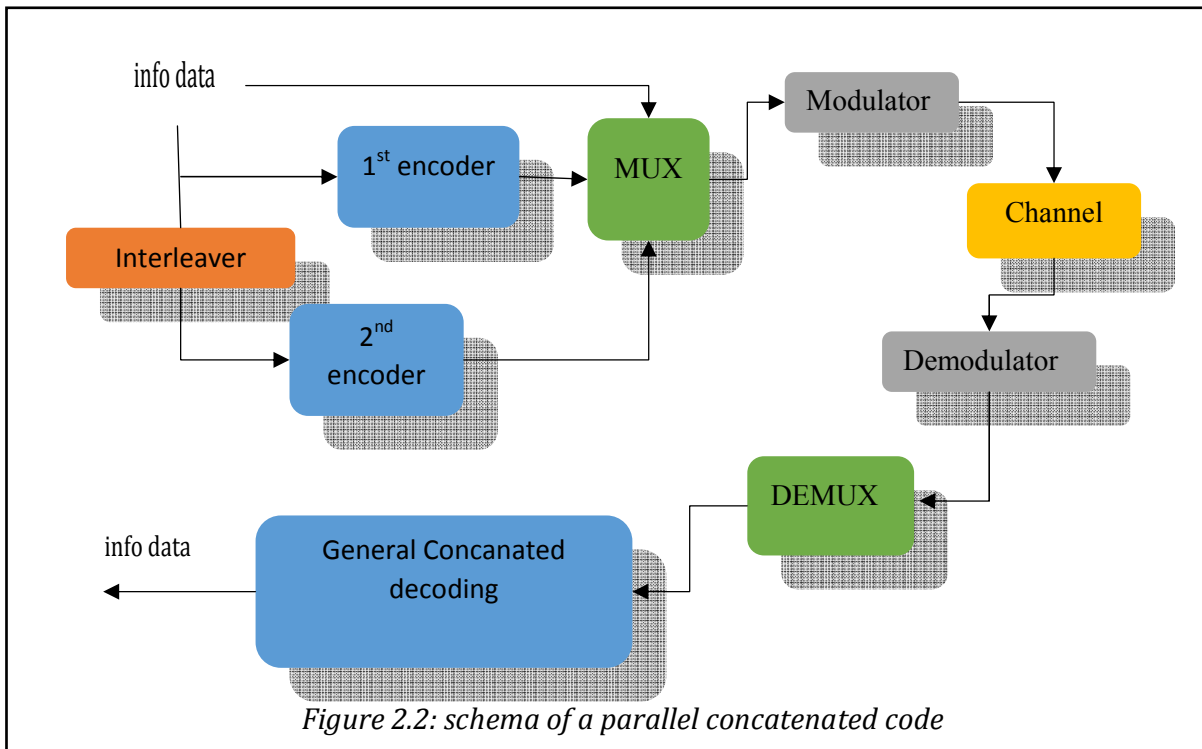 info data
Modulator
1st encoder
MUX
Channel
Interleaver
2nd
encoder
Demodulator
DEMUX
info data
General Concanated
decoding
Figure 2.2: schema of a parallel concatenated code